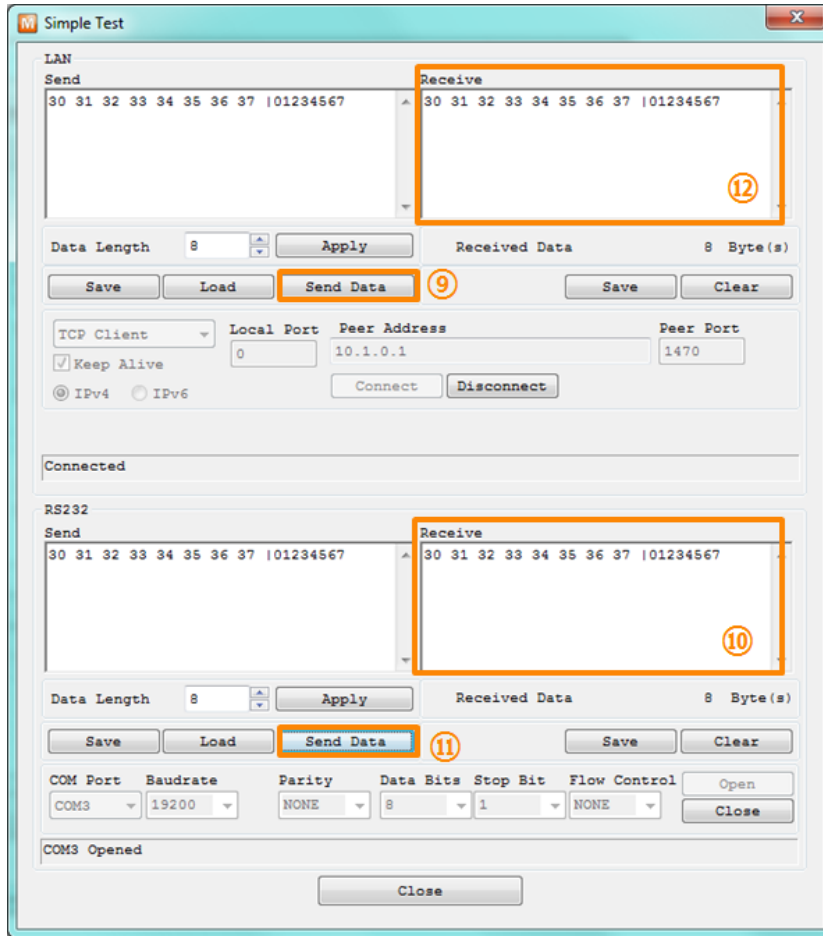 M Simple Test
LAN
Send Receive
30 31 32 33 34 35 36 37 |01234567 30 31 32 33 34 35 36 37 |01234567
⑫
Data Length 8 Apply Received Data 8 Byte(s)
Save Load Send Data ⑨ Save Clear
TCP Client Local Port Peer Address Peer Port
0 10.1.0.1 1470
Keep Alive
IPv4 IPv6 Connect Disconnect
Connected
RS232
Send Receive
30 31 32 33 34 35 36 37 |01234567 30 31 32 33 34 35 36 37 |01234567
⑩
Data Length 8 Apply Received Data 8 Byte(s)
Save Load Send Data ⑪ Save Clear
COM Port Baudrate Parity Data Bits Stop Bit Flow Control Open
COM3 19200 NONE 8 1 NONE Close
COM3 Opened
Close